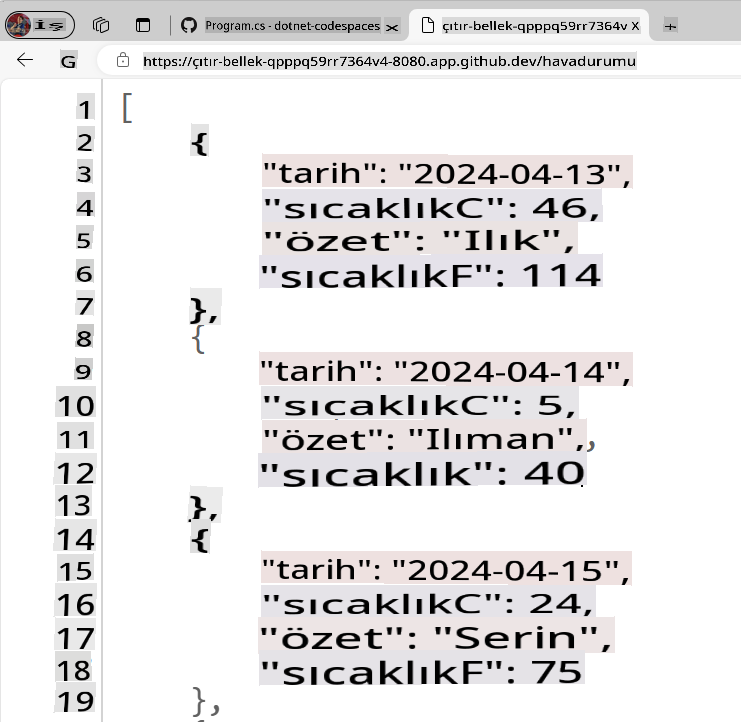 is
Program.cs - dotnet-codespaces
çıtır-bellek-qpppq59rr7364v X
G
https://çıtır-bellek-qpppq59rr7364v4-8080.app.github.dev/havadurumu
1 [
2 {
3 "tarih": "2024-04-13",
4 "sıcaklıkC": 46,
5 "özet": "Ilık",
6 "sıcaklıkF": 114
7 },
8 {
9 "tarih": "2024-04-14",
10 "sıcaklıkC": 5,
11 "özet": "Ilıman",,
12 "sıcaklık": 40
13 },
14 {
15 "tarih": "2024-04-15",
16 "sıcaklıkC": 24,
17 "özet": "Serin",
18 "sıcaklıkF": 75
19 },